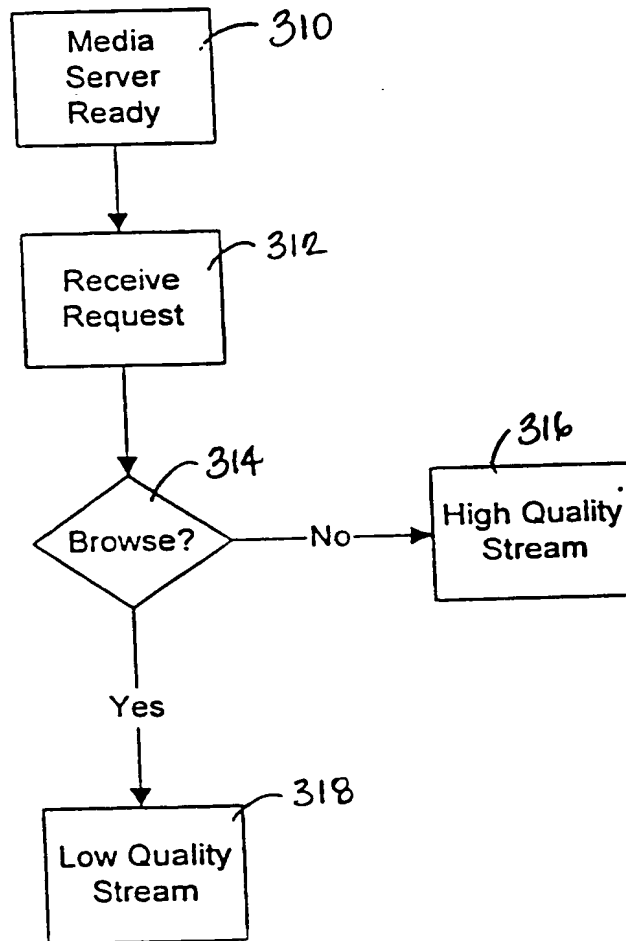 310
Media
Server
Ready
312
Receive
Request
314
Browse?
No
316
High Quality
Stream
Yes
318
Low Quality
Stream